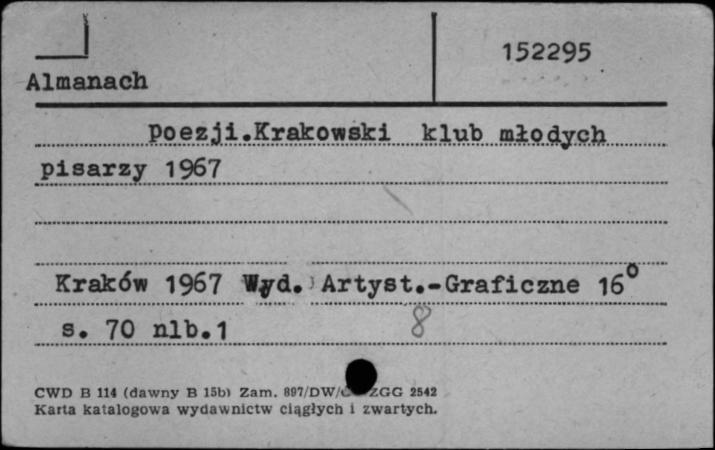 152295
Almanach
poezji.Krakowski klub młodych
pisarzy 1967
Kraków 1967 Wyd. Artyst.-Graficzne 16°
s. 70 nlb.1 8
CWD B 114 (dawny B 15b) Zam. 897/DW/ ZGG 2542
Karta katalogowa wydawnictw ciągłych i zwartych.